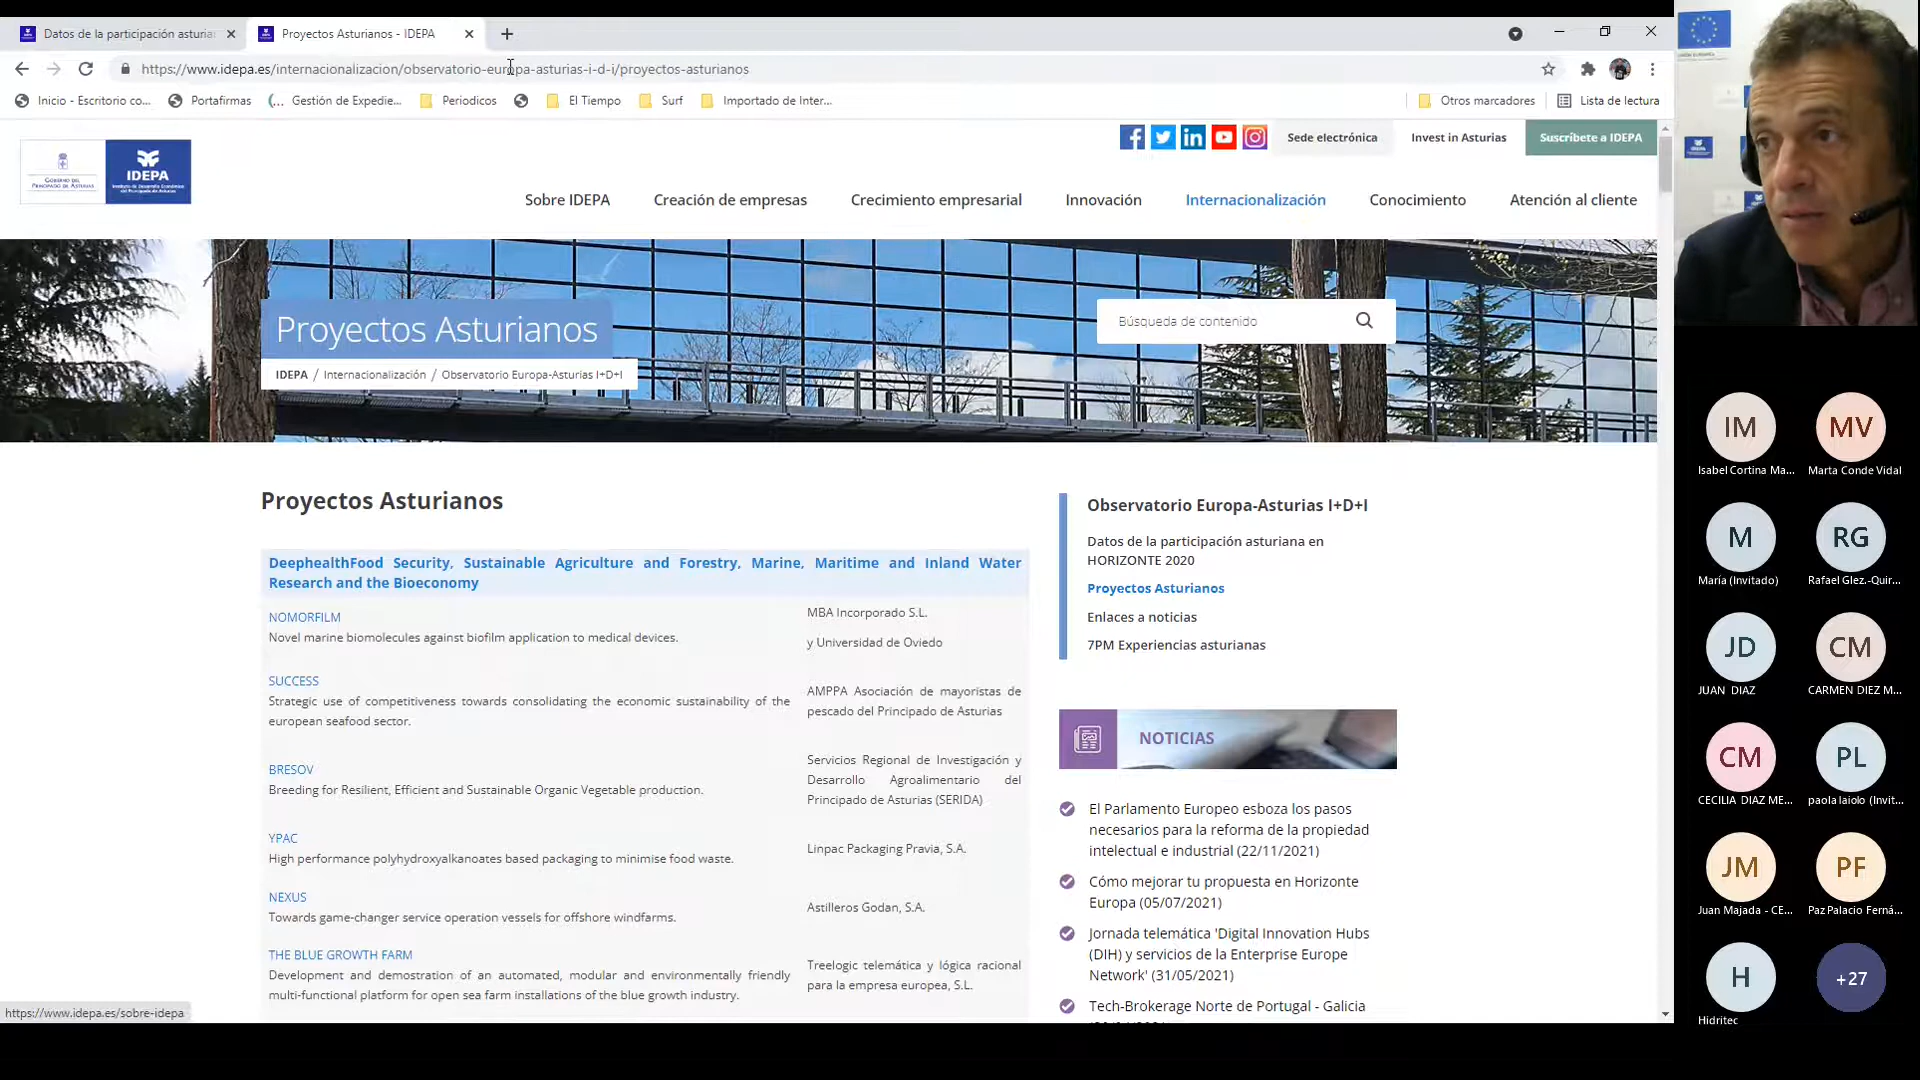 Datos de la participación asturia
Proyectos Asturianos - IDEPA
https://www.idepa.es/internacionalizacion/observatorio-europa-asturias-i-d-i/proyectos-asturianos
Inicio - Escritorio co...
Portafirmas
Gestión de Expedie...
Periodicos
El Tiempo
Surf
Importado de Inter...
Otros marcadores
Lista de lectura
Sede electrónica
Invest in Asturias
Suscríbete a IDEPA
GOBIERNO DEL
PRINCIPADO DE ASTURIAS
IDEPA
Instituto de Desarrollo Económico
del Principado de Asturias
Sobre IDEPA
Creación de empresas
Crecimiento empresarial
Innovación
Internacionalización
Conocimiento
Atención al cliente
Proyectos Asturianos
Búsqueda de contenido
IDEPA / Internacionalización / Observatorio Europa-Asturias I+D+I
Proyectos Asturianos
DeephealthFood Security, Sustainable Agriculture and Forestry, Marine, Maritime and Inland Water
Research and the Bioeconomy
NOMORFILM
Novel marine biomolecules against biofilm application to medical devices.
MBA Incorporado S.L.
y Universidad de Oviedo
SUCCESS
Strategic use of competitiveness towards consolidating the economic sustainability of the
european seafood sector.
AMPPA Asociación de mayoristas de
pescado del Principado de Asturias
BRESOV
Breeding for Resilient, Efficient and Sustainable Organic Vegetable production.
Servicios Regional de Investigación y
Desarrollo Agroalimentario del
Principado de Asturias (SERIDA)
YPAC
High performance polyhydroxyalkanoates based packaging to minimise food waste.
Linpac Packaging Pravia, S.A.
NEXUS
Towards game-changer service operation vessels for offshore windfarms.
Astilleros Godan, S.A.
THE BLUE GROWTH FARM
Development and demostration of an automated, modular and environmentally friendly
multi-functional platform for open sea farm installations of the blue growth industry.
Treelogic telemática y lógica racional
para la empresa europea, S.L.
Observatorio Europa-Asturias I+D+I
Datos de la participación asturiana en
HORIZONTE 2020
Proyectos Asturianos
Enlaces a noticias
7PM Experiencias asturianas
NOTICIAS
El Parlamento Europeo esboza los pasos
necesarios para la reforma de la propiedad
intelectual e industrial (22/11/2021)
Cómo mejorar tu propuesta en Horizonte
Europa (05/07/2021)
Jornada telemática 'Digital Innovation Hubs
(DIH) y servicios de la Enterprise Europe
Network' (31/05/2021)
Tech-Brokerage Norte de Portugal - Galicia
https://www.idepa.es/sobre-idepa
IM
Isabel Cortina Ma...
MV
Marta Conde Vidal
M
María (Invitado)
RG
Rafael Glez.-Quir...
JD
JUAN DIAZ
CM
CARMEN DIEZ M...
CM
CECILIA DIAZ ME...
PL
paola laiolo (Invit...
JM
Juan Majada - CE...
PF
Paz Palacio Ferná...
H
Hidritec
+27